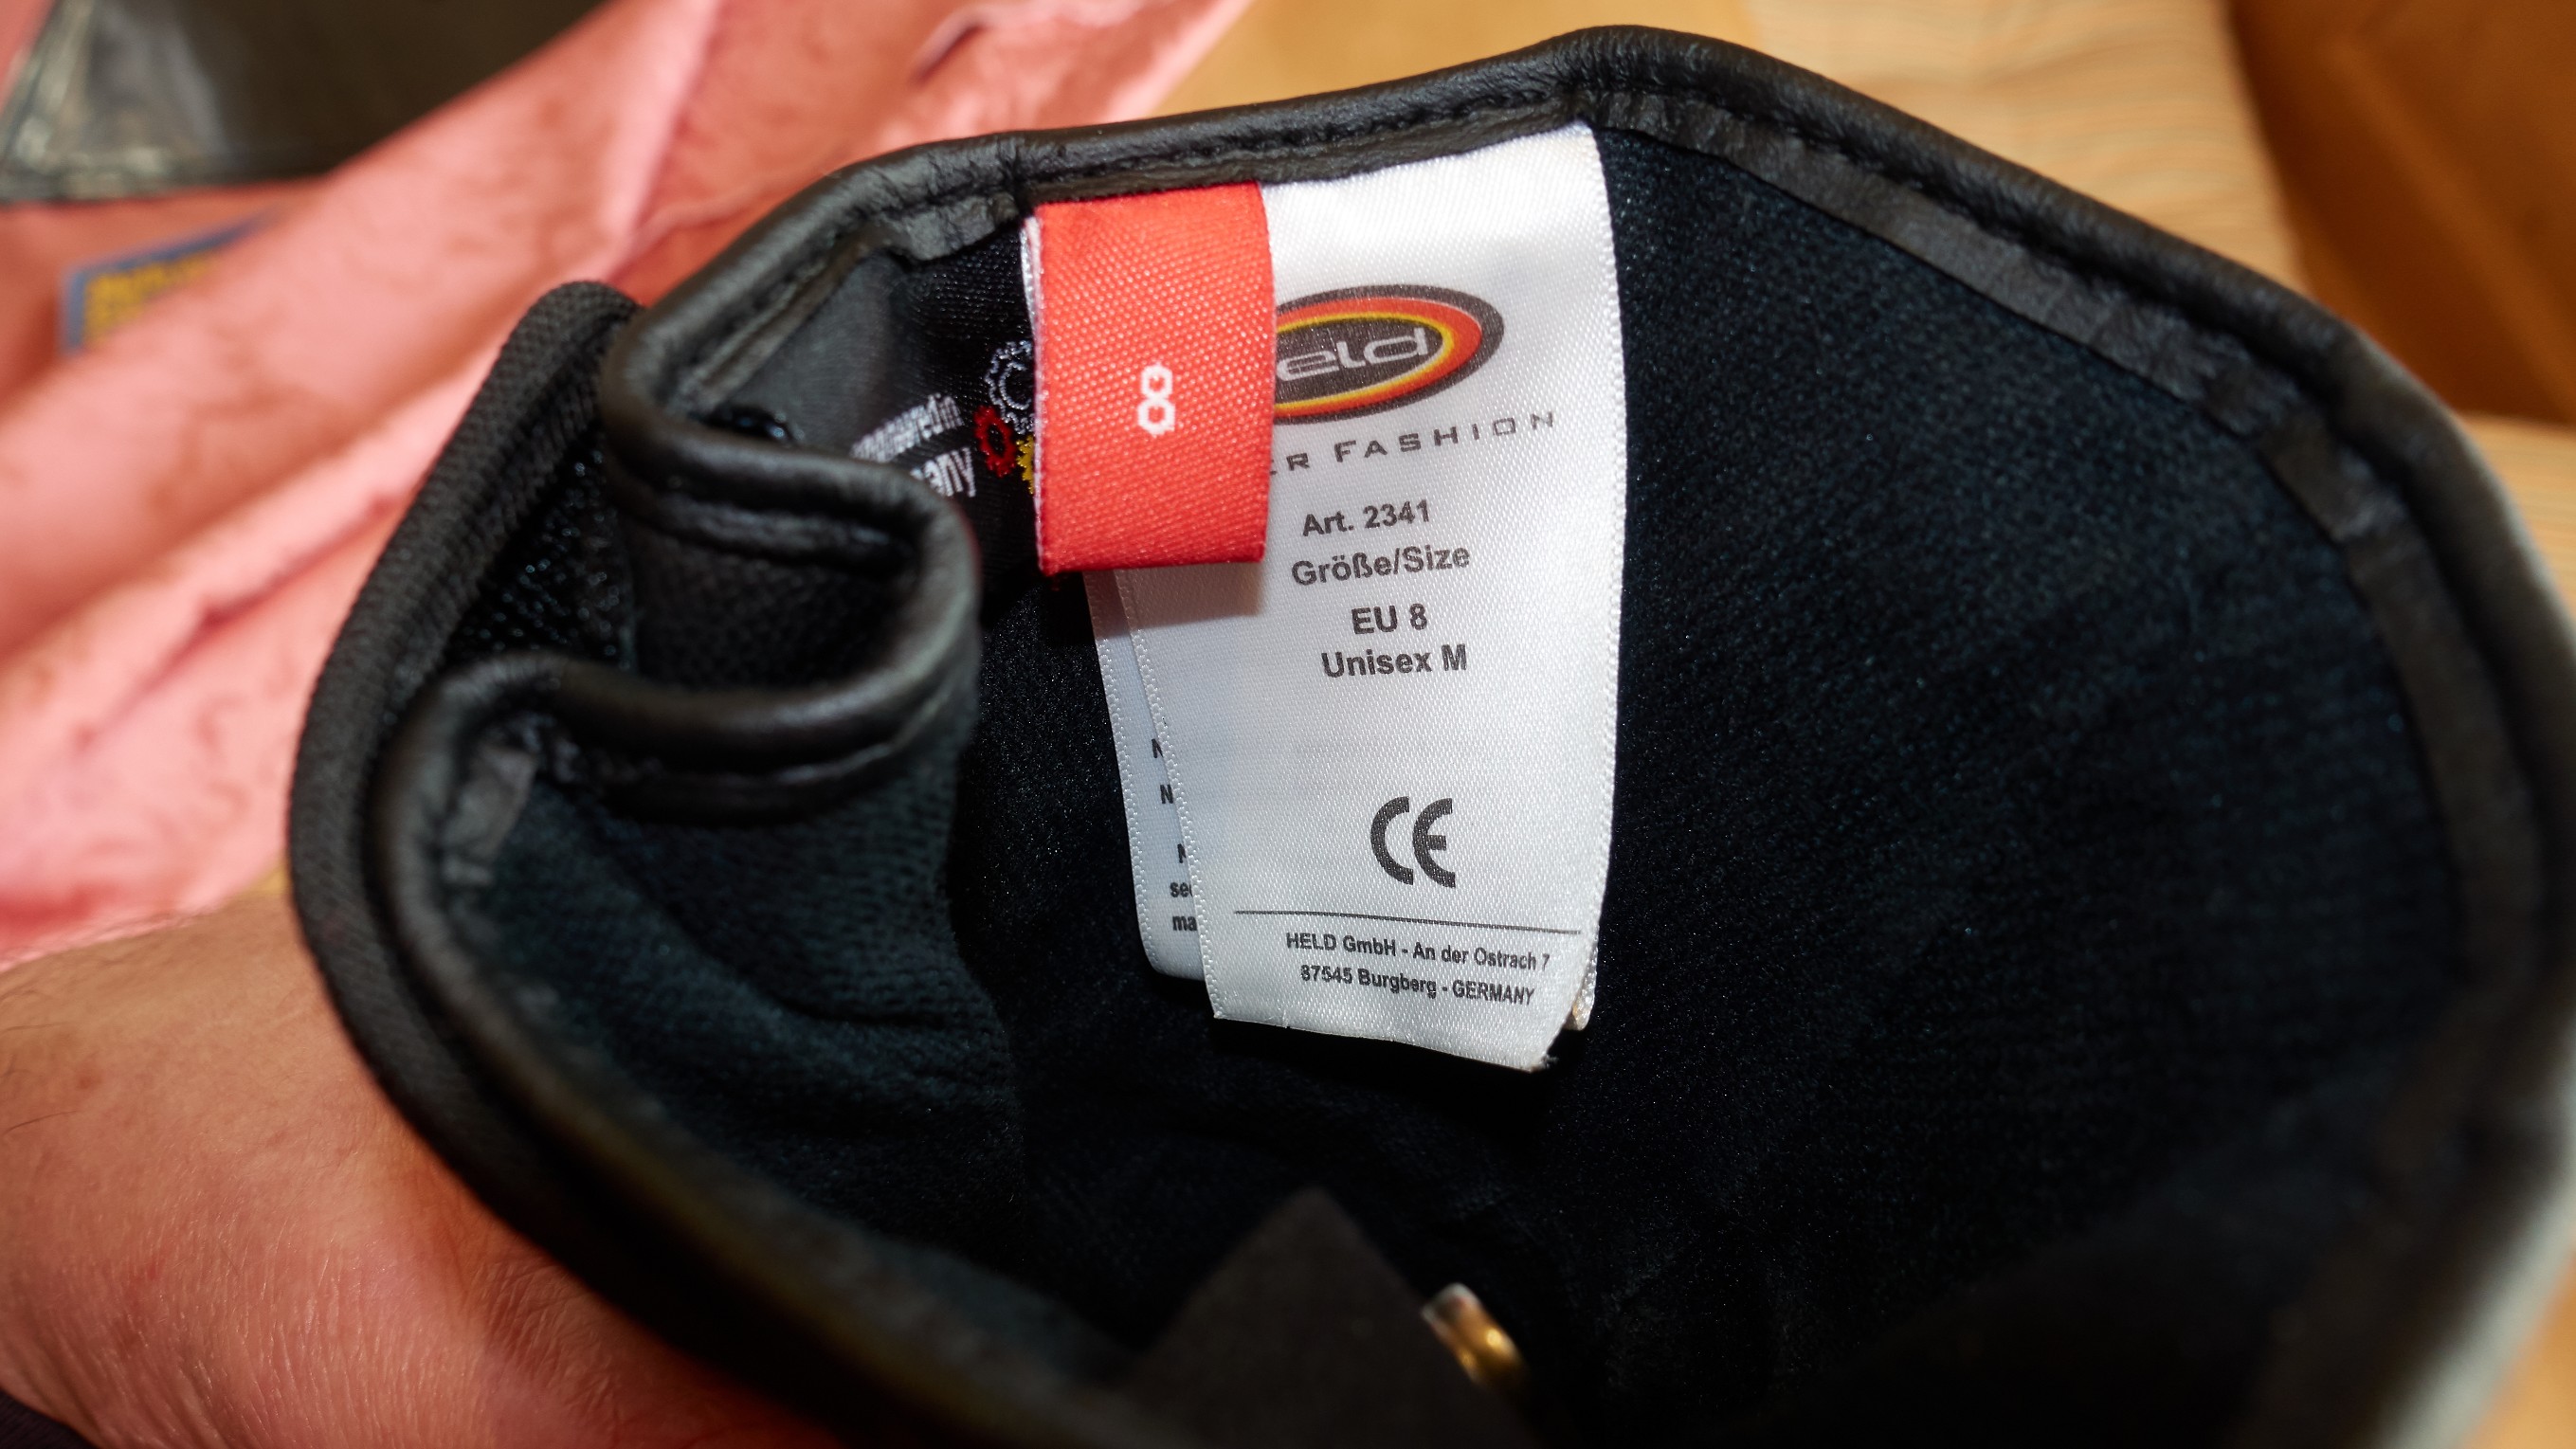 8
eld
ER FASHION
Art. 2341
Größe/Size
EU 8
Unisex M
CE
HELD GmbH - An der Ostrach 7
87545 Burgberg - GERMANY